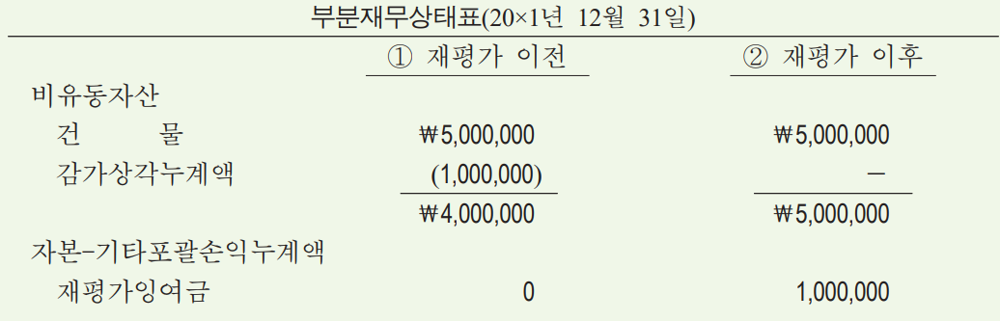 부분재무상태표(20×1년 12월 31일)
① 재평가 이전 ② 재평가 이후
비유동자산
건 물 ₩5,000,000 ₩5,000,000
감가상각누계액 (1,000,000) －
₩4,000,000 ₩5,000,000
자본-기타포괄손익누계액
재평가잉여금 0 1,000,000